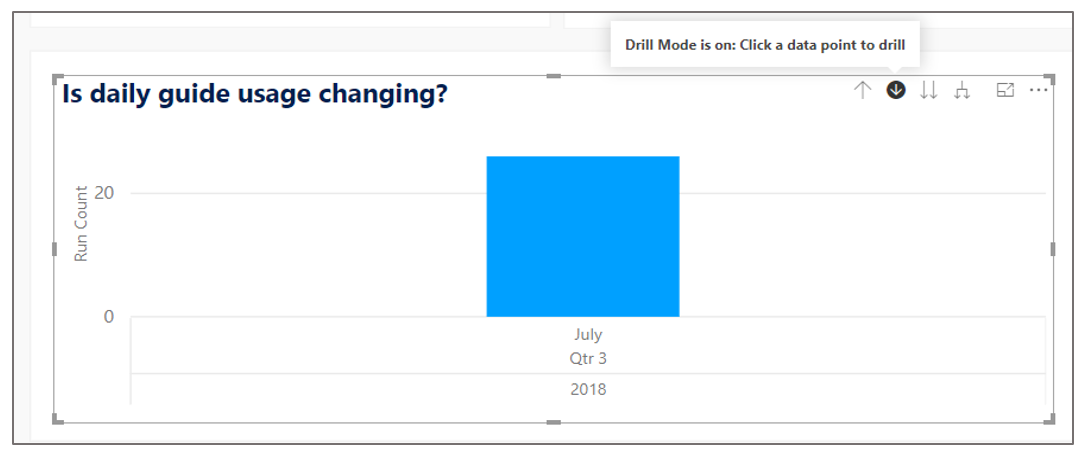 Drill Mode is on: Click a data point to drill
Is daily guide usage changing?
Run Count
20
0
July
Qtr 3
2018